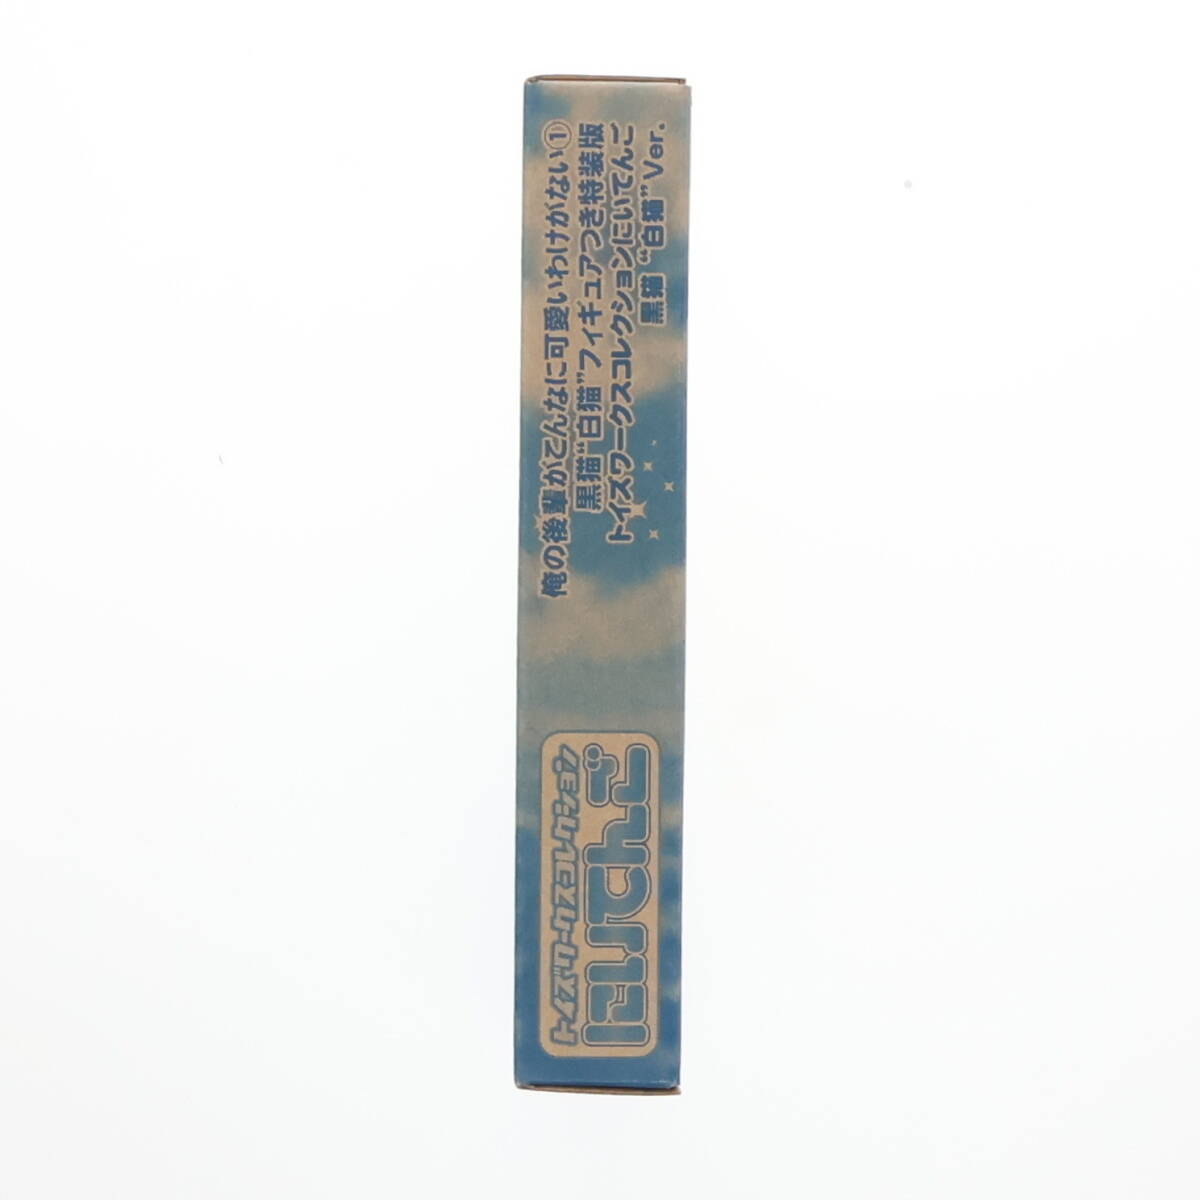 俺の後輩がこんなに可愛いわけがない①
黒猫“白猫”フィギュアつき特装版
トイズワークスコレクションにいてんご
黒猫 “白猫” Ver.
トイズワークスコレクション
にいてんご